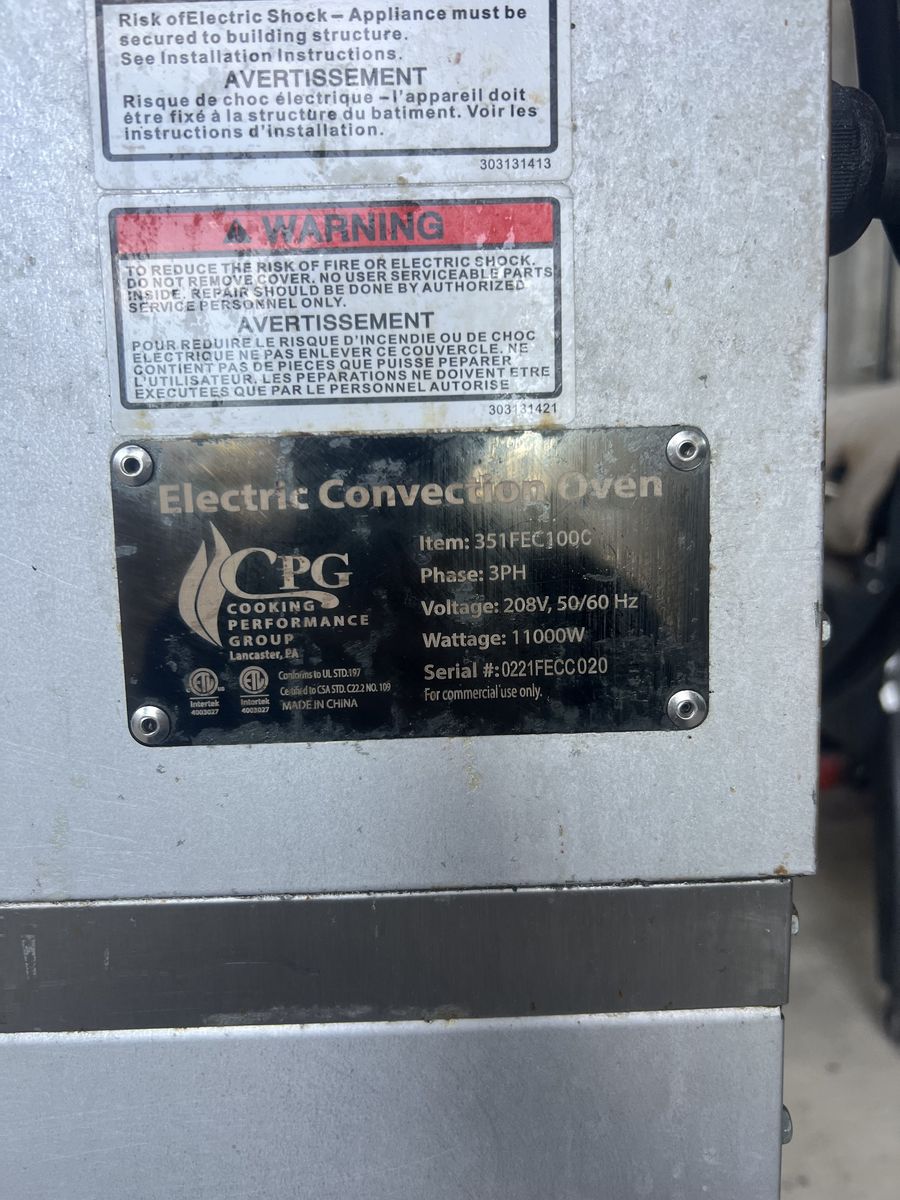 Risk ofElectric Shock – Appliance must be
secured to building structure.
See Installation Instructions.
AVERTISSEMENT
Risque de choc électrique –l'appareil doit
être fixé à la structure du batiment. Voir les
instructions d'installation.
303131413
WARNING
TO REDUCE THE RISK OF FIRE OR ELECTRIC SHOCK.
DO NOT REMOVE COVER. NO USER SERVICEABLE PARTS
INSIDE. REPAIR SHOULD BE DONE BY AUTHORIZED
SERVICE PERSONNEL ONLY.
AVERTISSEMENT
POUR REDUIRE LE RISQUE D'INCENDIE OU DE CHOC
ELECTRIQUE NE PAS ENLEVER CE COUVERCLE. NE
CONTIENT PAS DE PIECES QUE PUISSE PEPARER
L'UTILISATEUR. LES PEPARATIONS NE DOIVENT ETRE
EXECUTEES QUE PAR LE PERSONNEL AUTORISE
303131421
Electric Convection Oven
CPG
COOKING
PERFORMANCE
GROUP
Lancaster, PA
Item: 351FEC100C
Phase: 3PH
Voltage: 208V, 50/60 Hz
Wattage: 11000W
Serial #: 0221FECC020
For commercial use only.
ETL
Intertek
4003027
ETL
Intertek
4003027
Conforms to UL STD.197
Certified to CSA STD. C22.2 NO. 109
MADE IN CHINA